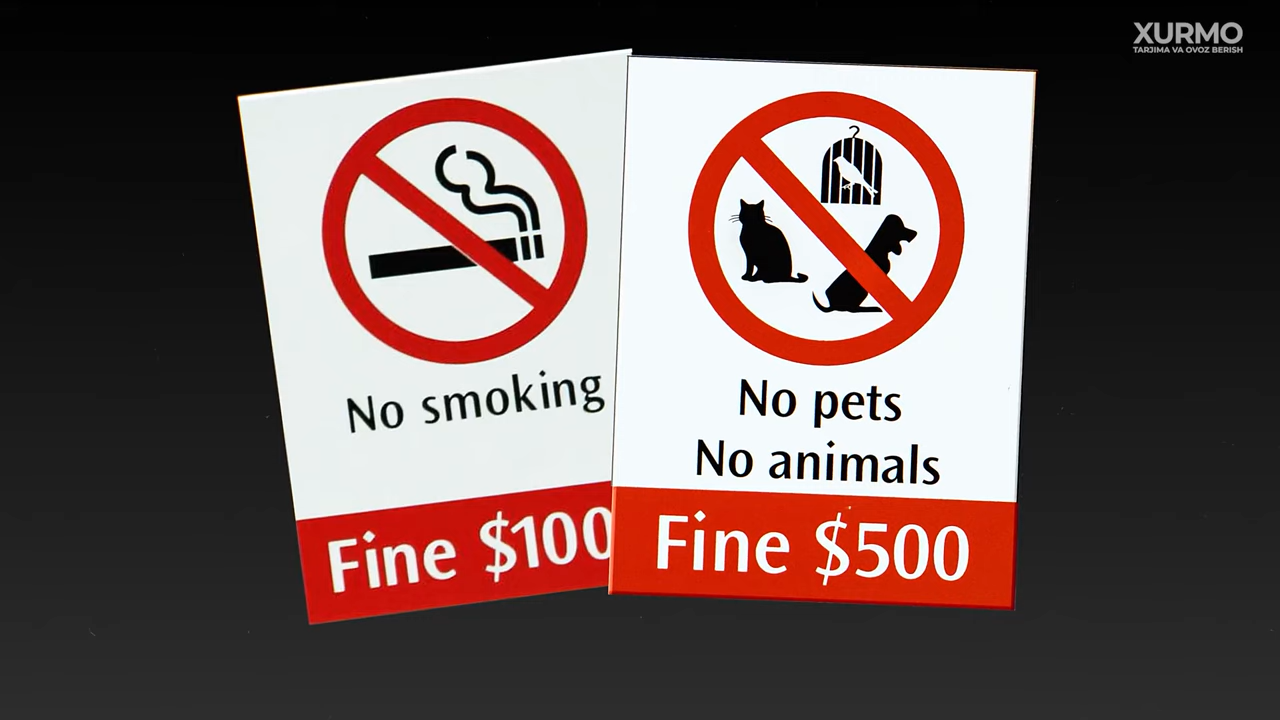 XURMO
TARJIMA VA OVOZ BERISH
No smoking
Fine $100
No pets
No animals
Fine $500